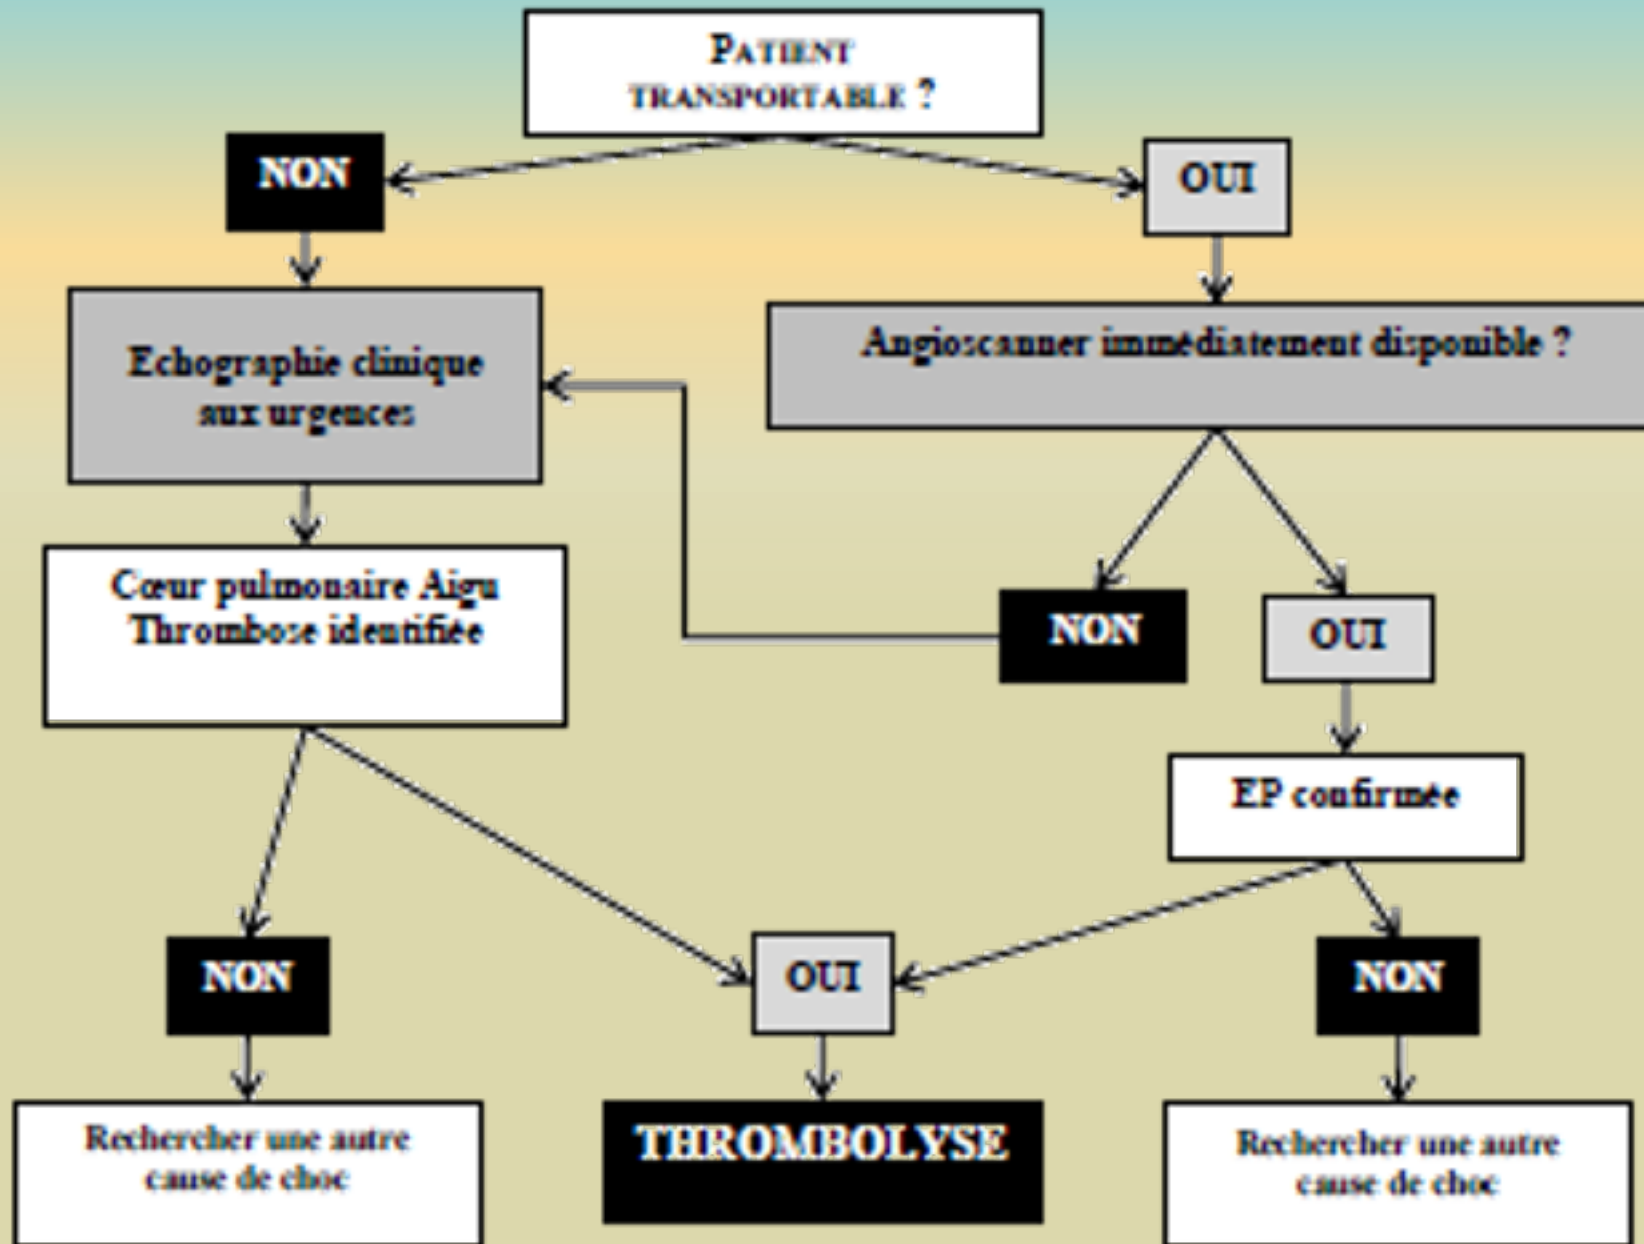 PATIENT
TRANSPORTABLE ?
NON
OUI
Echographie clinique
aux urgences
Angioscanner immédiatement disponible ?
Cœur pulmonaire Aigu
Thrombose identifiée
NON
OUI
EP confirmée
NON
OUI
NON
Rechercher une autre
cause de choc
THROMBOLYSE
Rechercher une autre
cause de choc